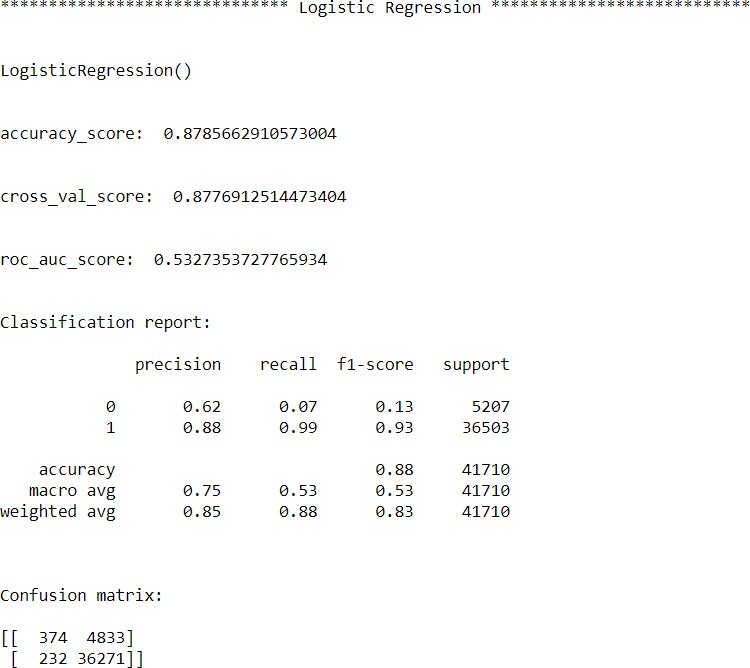 ****************************** Logistic Regression ***************************
LogisticRegression()
accuracy_score:  0.8785662910573004
cross_val_score:  0.8776912514473404
roc_auc_score:  0.5327353727765934
Classification report:
              precision    recall  f1-score   support
           0       0.62      0.07      0.13      5207
           1       0.88      0.99      0.93     36503
    accuracy                           0.88     41710
   macro avg       0.75      0.53      0.53     41710
weighted avg       0.85      0.88      0.83     41710
Confusion matrix:
[[  374  4833]
 [  232 36271]]